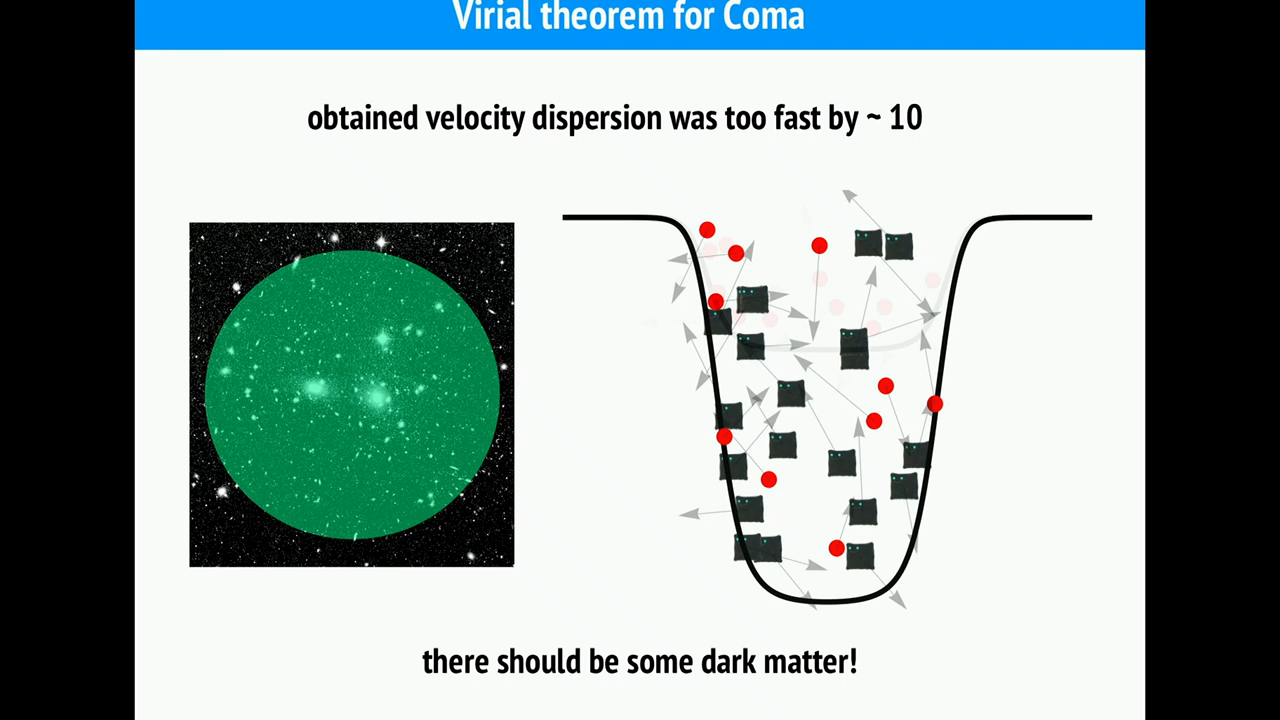 Virial theorem for Coma
obtained velocity dispersion was too fast by ~ 10
there should be some dark matter!